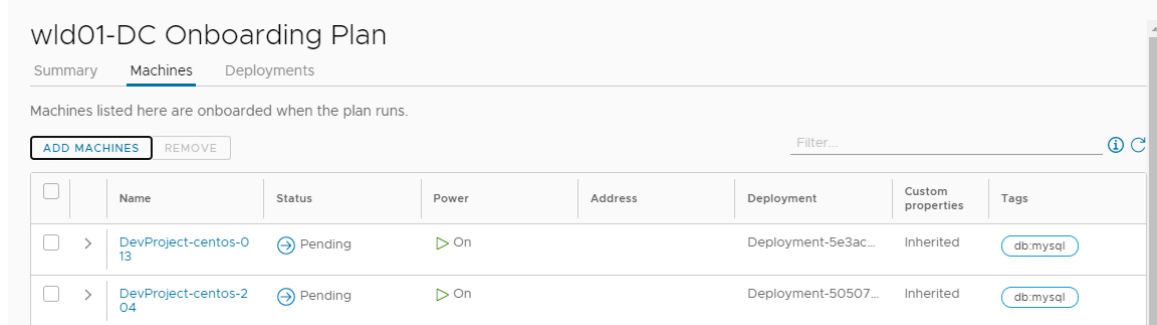 wld01-DC Onboarding Plan
Summary Machines Deployments
Machines listed here are onboarded when the plan runs.
ADD MACHINES REMOVE Filter...
Name Status Power Address Deployment Custom properties Tags
DevProject-centos-0
13 Pending On Deployment-5e3ac... Inherited db:mysql
DevProject-centos-2
04 Pending On Deployment-50507... Inherited db:mysql